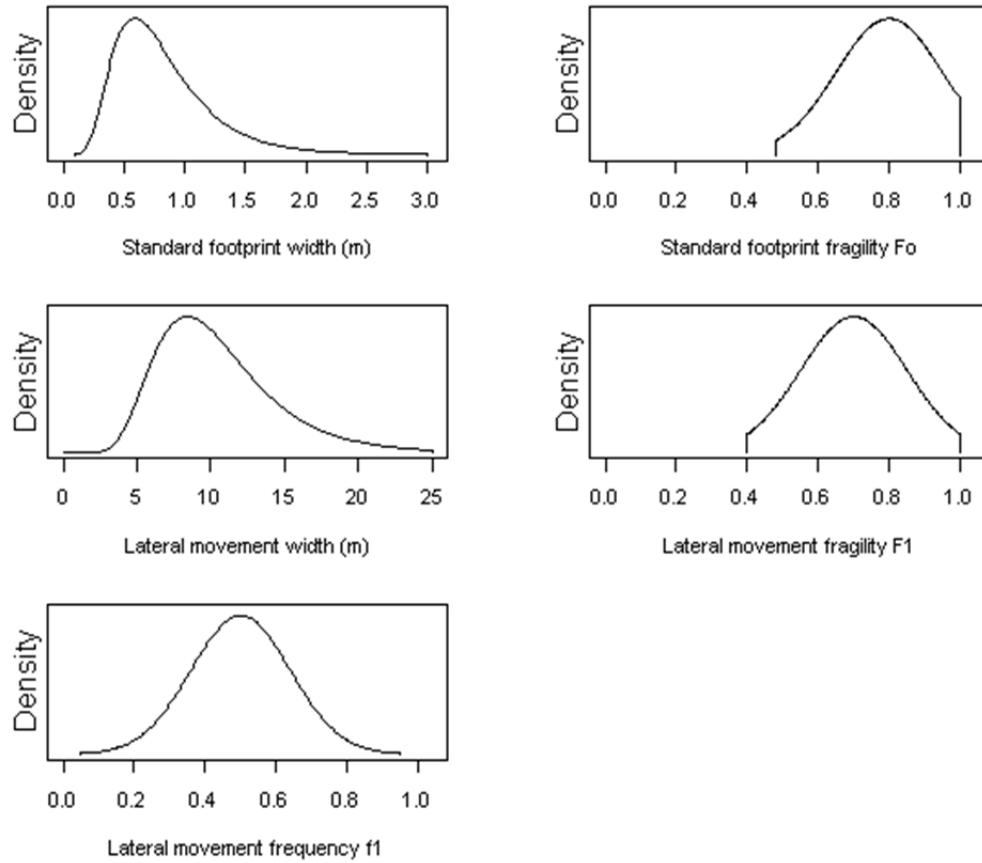 Density
0.0 0.5 1.0 1.5 2.0 2.5 3.0
Standard footprint width (m)
Density
0.0 0.2 0.4 0.6 0.8 1.0
Standard footprint fragility Fo
Density
0 5 10 15 20 25
Lateral movement width (m)
Density
0.0 0.2 0.4 0.6 0.8 1.0
Lateral movement fragility F1
Density
0.0 0.2 0.4 0.6 0.8 1.0
Lateral movement frequency f1